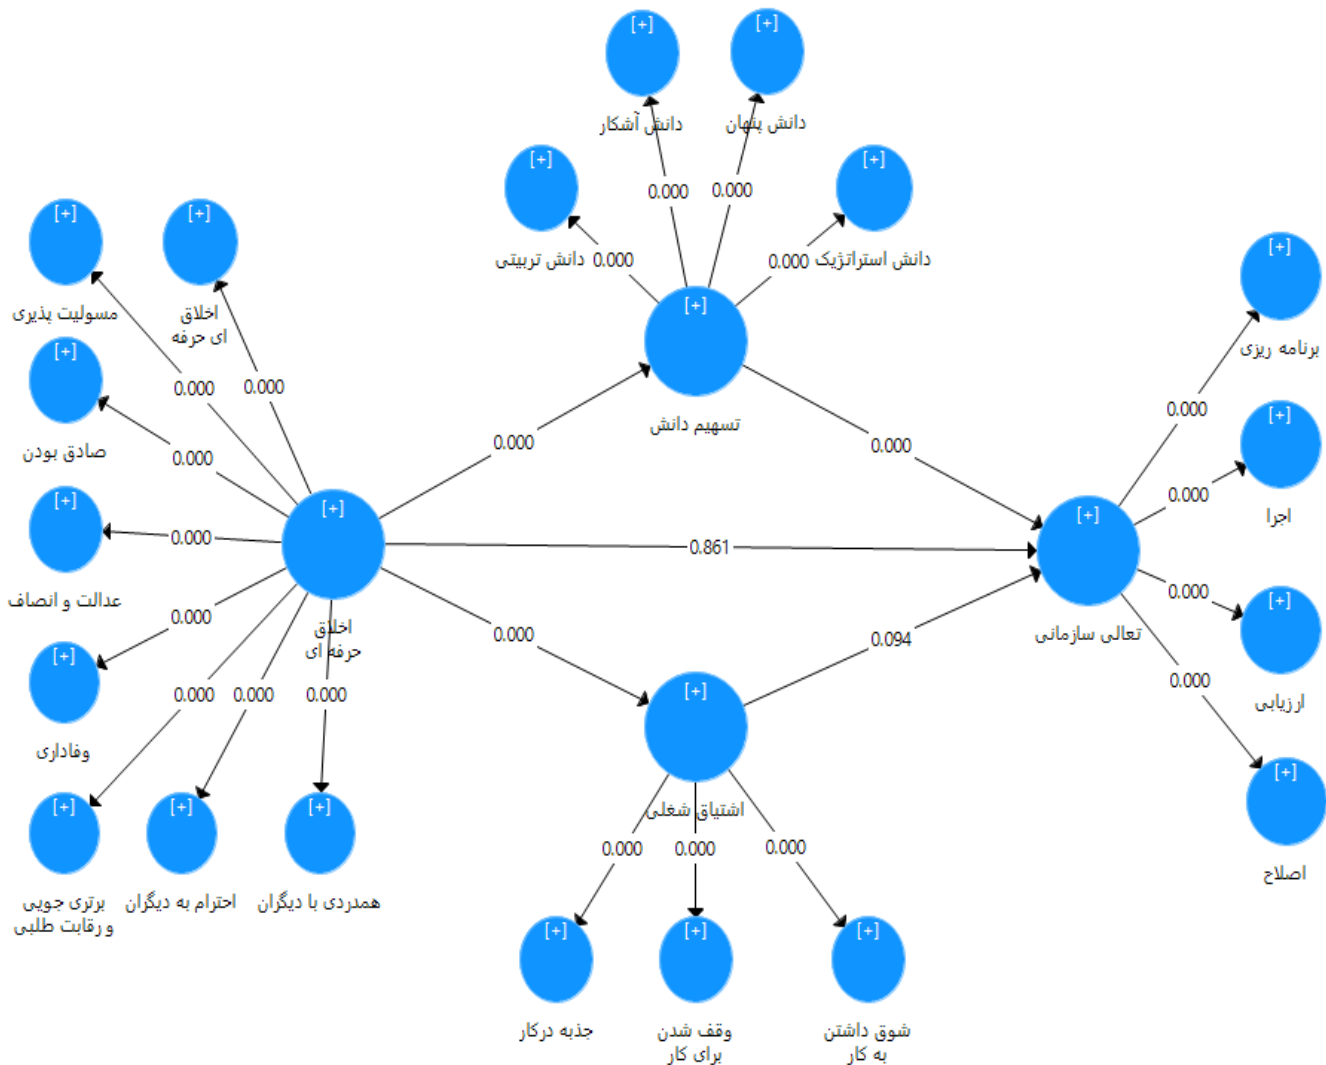 [+]
[+]
دانش آشکار
دانش پنهان
[+]
[+]
0.000
0.000
دانش تربیتی
0.000
0.000
دانش استراتژیک
[+]
تسهیم دانش
[+]
[+]
مسولیت پذیری
اخلاق
ای حرفه
[+]
صادق بودن
[+]
عدالت و انصاف
[+]
وفاداری
[+]
برتری جویی
و رقابت طلبی
[+]
احترام به دیگران
[+]
همدردی با دیگران
0.000
0.000
0.000
0.000
0.000
0.000
0.000
0.000
[+]
اخلاق
حرفه ای
0.000
0.861
0.000
0.000
0.094
[+]
اشتیاق شغلی
0.000
0.000
0.000
[+]
جذبه درکار
[+]
وقف شدن
برای کار
[+]
شوق داشتن
به کار
[+]
تعالی سازمانی
0.000
0.000
0.000
0.000
[+]
برنامه ریزی
[+]
اجرا
[+]
ارزیابی
[+]
اصلاح